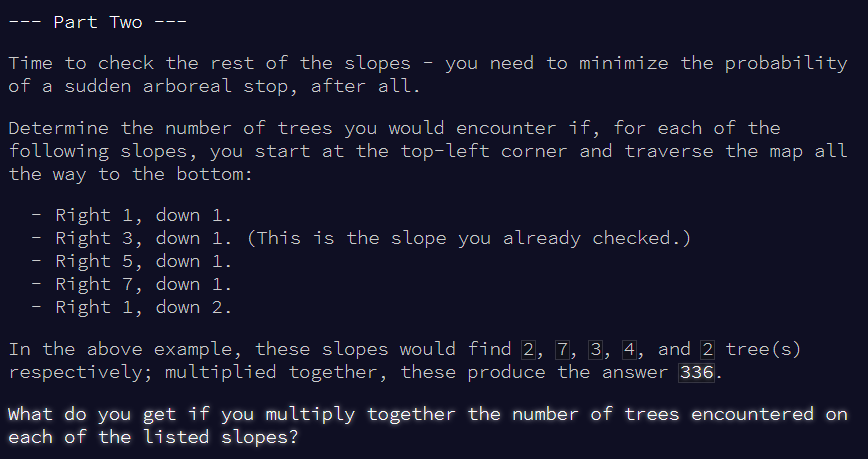 --- Part Two ---
Time to check the rest of the slopes - you need to minimize the probability
of a sudden arboreal stop, after all.
Determine the number of trees you would encounter if, for each of the
following slopes, you start at the top-left corner and traverse the map all
the way to the bottom:
- Right 1, down 1.
- Right 3, down 1. (This is the slope you already checked.)
- Right 5, down 1.
- Right 7, down 1.
- Right 1, down 2.
In the above example, these slopes would find 2, 7, 3, 4, and 2 tree(s)
respectively; multiplied together, these produce the answer 336.
What do you get if you multiply together the number of trees encountered on
each of the listed slopes?